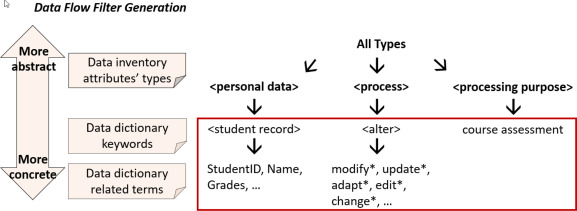 Data Flow Filter Generation
More
abstract
Data inventory
attributes' types
All Types
<personal data> <process> <processing purpose>
Data dictionary
keywords
<student record> <alter> course assessment
More
concrete
Data dictionary
related terms
StudentID, Name,
Grades, ...
modify*, update*,
adapt*, edit*,
change*, ...